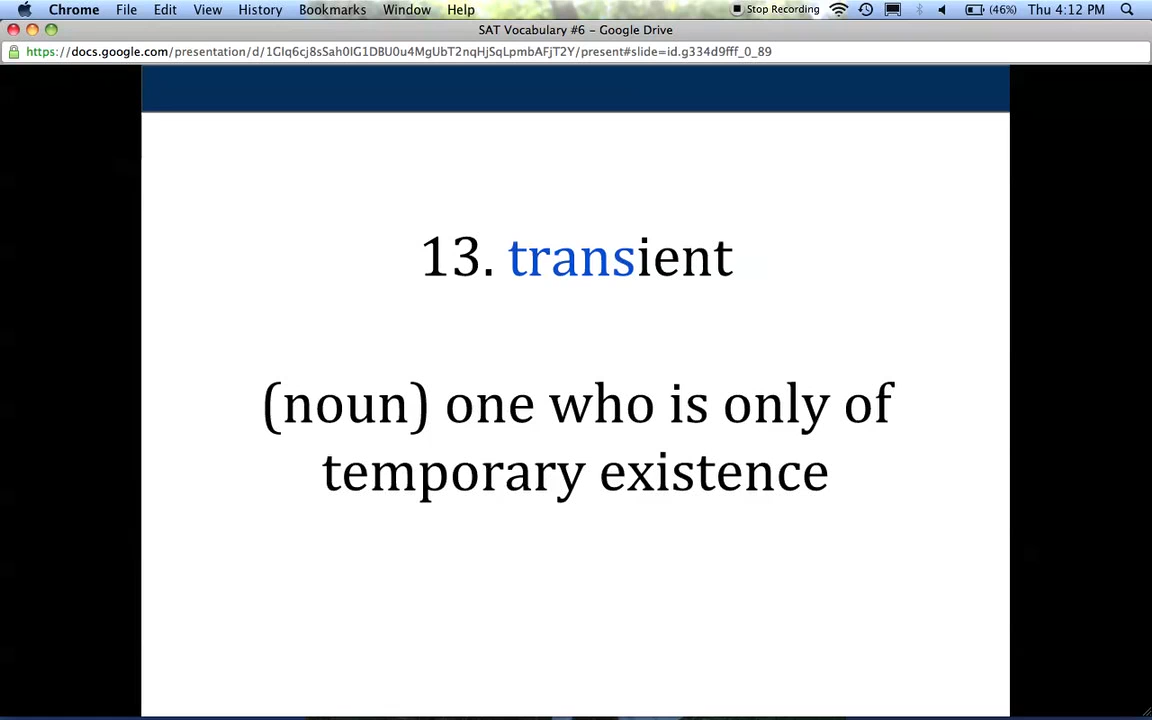 Chrome File Edit View History Bookmarks Window Help Stop Recording (46%) Thu 4:12 PM
SAT Vocabulary #6 – Google Drive
https://docs.google.com/presentation/d/1GIq6cj8sSah0IG1DBU0u4MgUbT2nqHjSqLpmbAFjT2Y/present#slide=id.g334d9fff_0_89
13. transient
(noun) one who is only of
temporary existence